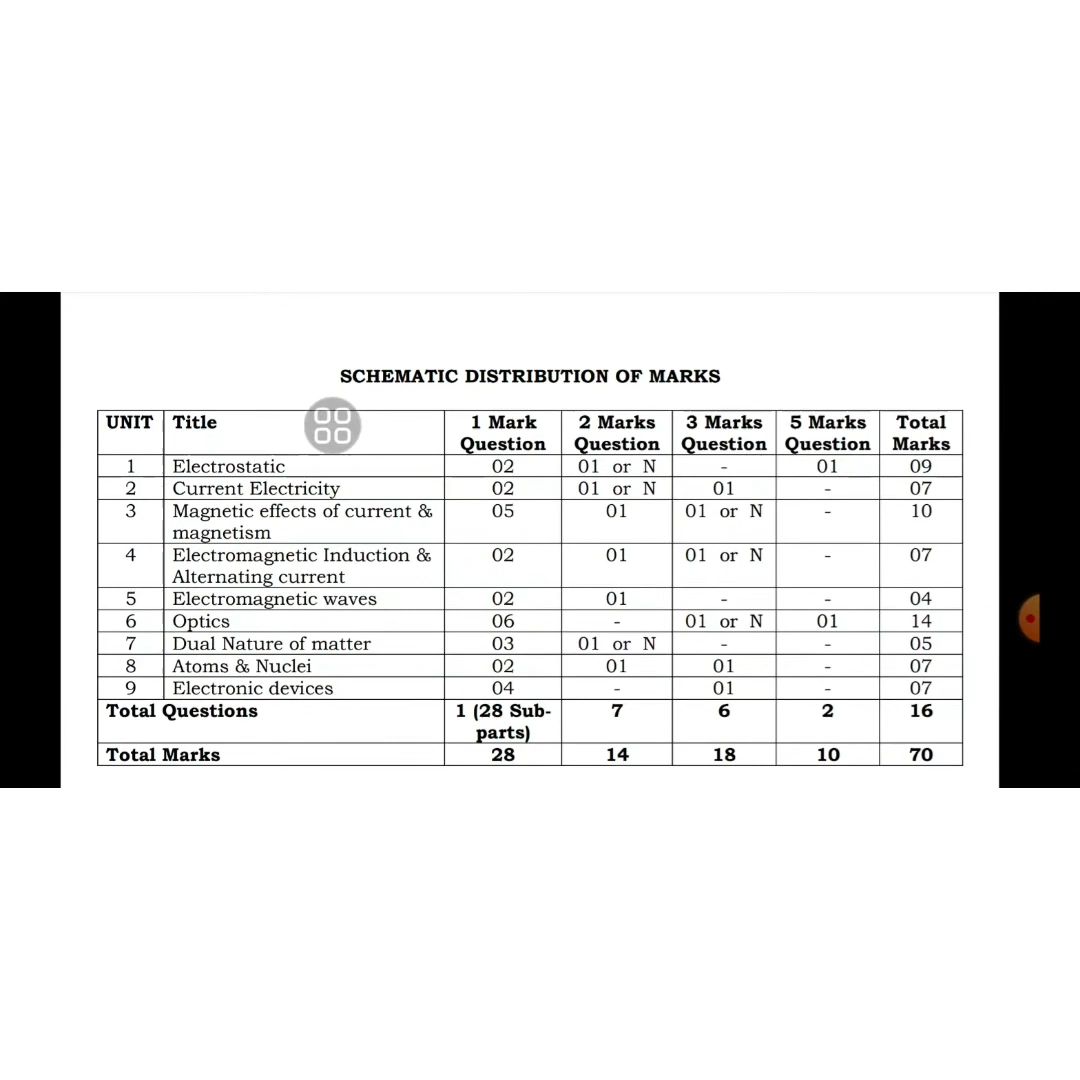 SCHEMATIC DISTRIBUTION OF MARKS
UNIT Title 1 Mark Question 2 Marks Question 3 Marks Question 5 Marks Question Total Marks
1 Electrostatic 02 01 or N - 01 09
2 Current Electricity 02 01 or N 01 - 07
3 Magnetic effects of current & magnetism 05 01 01 or N - 10
4 Electromagnetic Induction & Alternating current 02 01 01 or N - 07
5 Electromagnetic waves 02 01 - - 04
6 Optics 06 - 01 or N 01 14
7 Dual Nature of matter 03 01 or N - - 05
8 Atoms & Nuclei 02 01 01 - 07
9 Electronic devices 04 - 01 - 07
Total Questions 1 (28 Sub-parts) 7 6 2 16
Total Marks 28 14 18 10 70